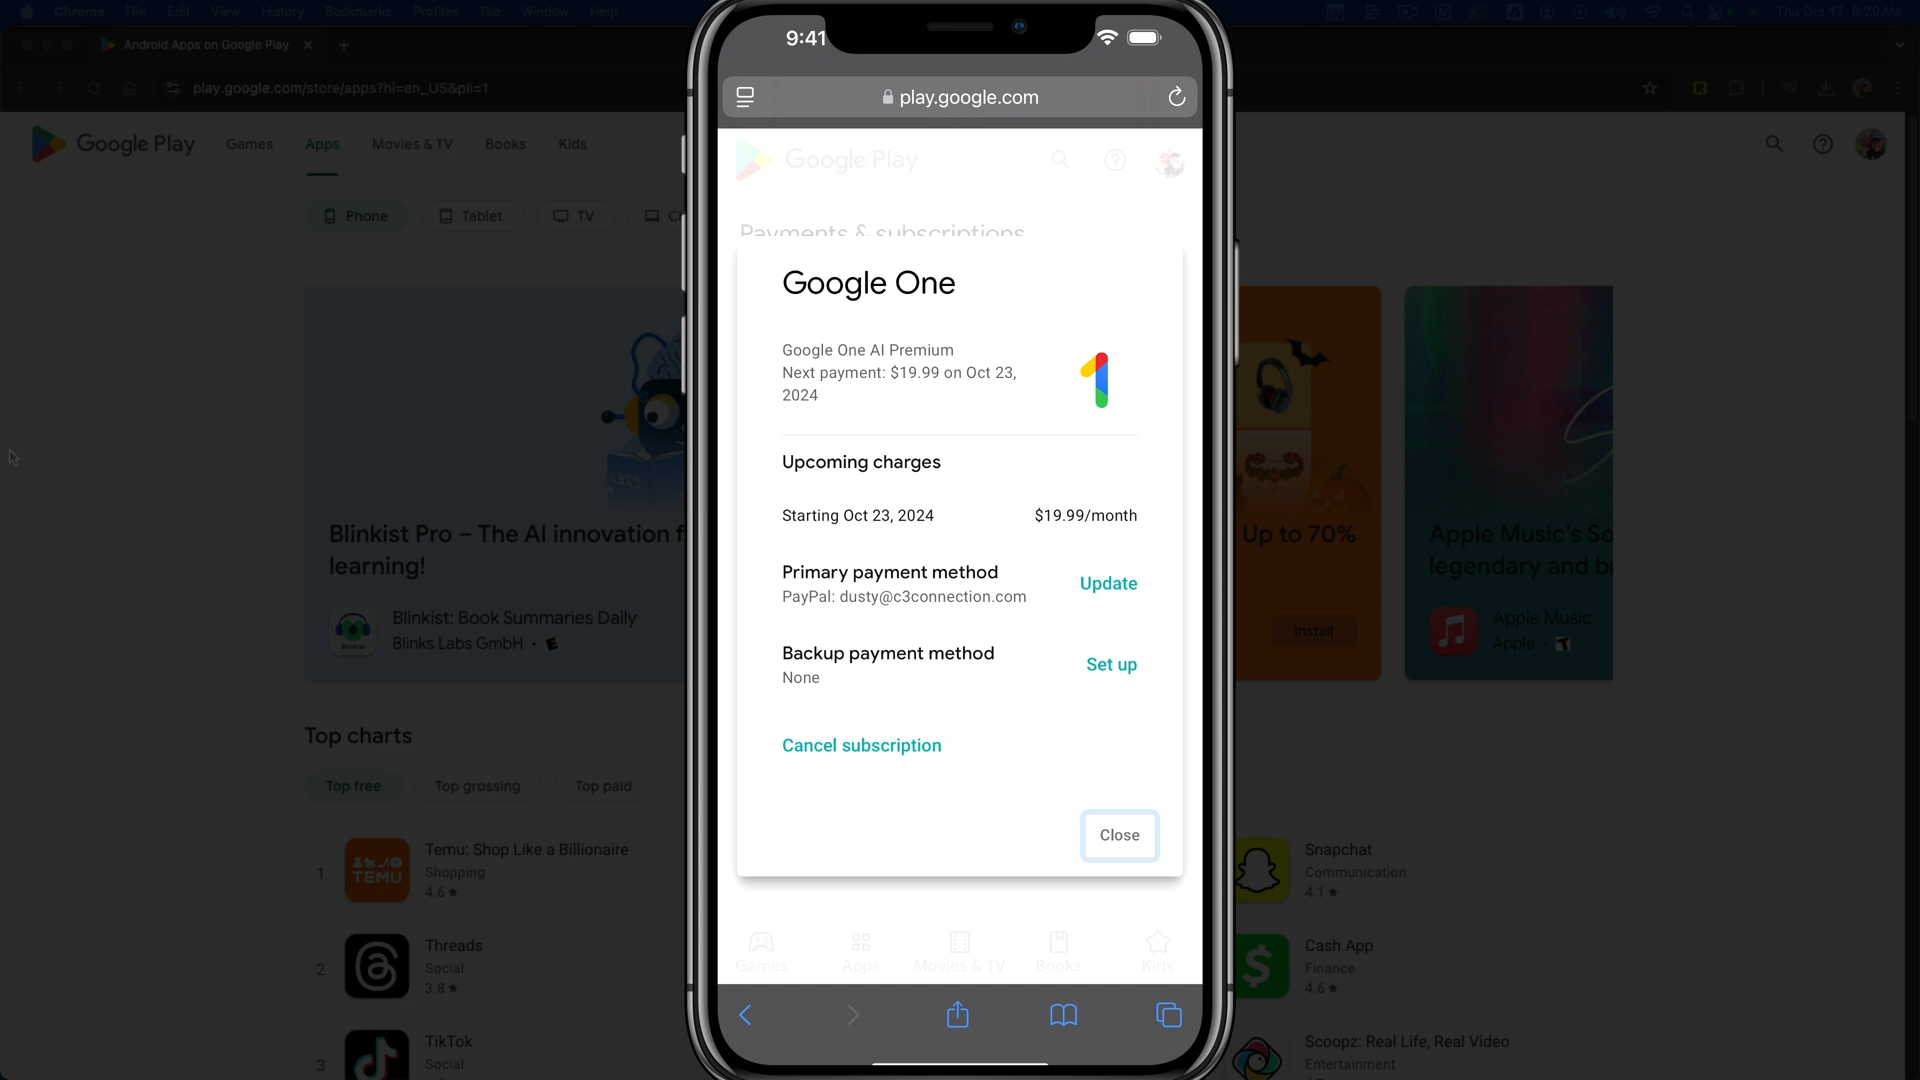 Chrome File Edit View History Bookmarks Profiles Tab Window Help
Thu Oct 17 9:29 AM
Android Apps on Google Play
play.google.com/store/apps?hl=en_US&pli=1
Google Play Games Apps Movies & TV Books Kids
Phone Tablet TV
Blinkist Pro – The AI innovation f
learning!
Blinkist: Book Summaries Daily
Blinks Labs GmbH • E
Top charts
Top free Top grossing Top paid
1 TEMU Temu: Shop Like a Billionaire
Shopping
4.6 ★
2 Threads
Social
3.8 ★
3 TikTok
Social
9:41
play.google.com
Google Play
Payments & subscriptions
Google One
Google One AI Premium
Next payment: $19.99 on Oct 23,
2024
Upcoming charges
Starting Oct 23, 2024 $19.99/month
Primary payment method
PayPal: dusty@c3connection.com
Update
Backup payment method
None
Set up
Cancel subscription
Close
Games Apps Movies & TV Books Kids
Up to 70%
Install
Apple Music's So
legendary and b
Apple Music
Apple • T
Snapchat
Communication
4.1 ★
Cash App
Finance
4.6 ★
Scoopz: Real Life, Real Video
Entertainment